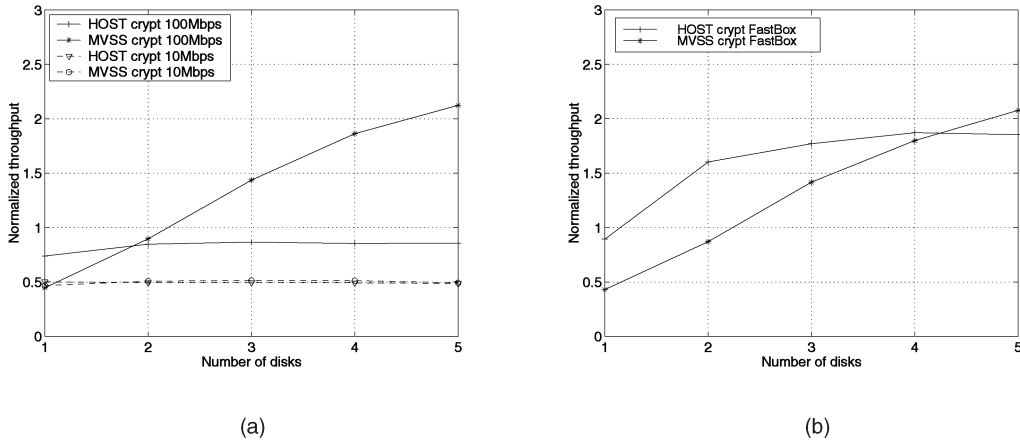 HOST crypt 100Mbps
MVSS crypt 100Mbps
HOST crypt 10Mbps
MVSS crypt 10Mbps
Normalized throughput
3
2.5
2
1.5
1
0.5
0
1
2
3
4
5
Number of disks
(a)
HOST crypt FastBox
MVSS crypt FastBox
Normalized throughput
3
2.5
2
1.5
1
0.5
0
1
2
3
4
5
Number of disks
(b)